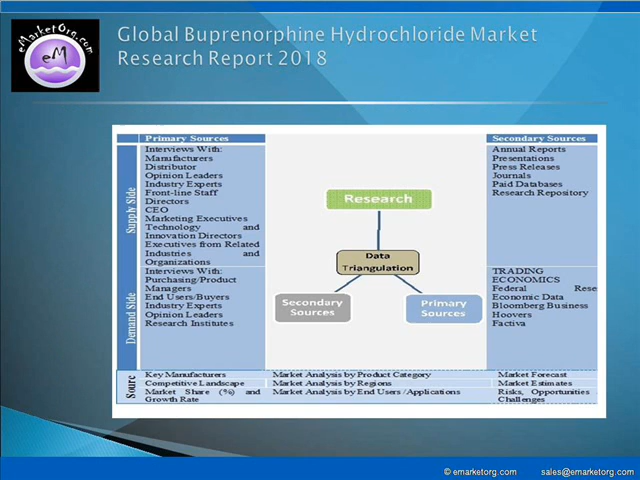 eMarketOrg.com
eM
Global Buprenorphine Hydrochloride Market
Research Report 2018
Primary Sources
Secondary Sources
Supply Side
Interviews With:
Manufacturers
Distributor
Opinion Leaders
Industry Experts
Front-line Staff
Directors
CEO
Marketing Executives
Technology and
Innovation Directors
Executives from Related
Industries and
Organizations
Annual Reports
Presentations
Press Releases
Journals
Paid Databases
Research Repository
Research
Data
Triangulation
Secondary
Sources
Primary
Sources
Demand Side
Interviews With:
Purchasing/Product
Managers
End Users/Buyers
Industry Experts
Opinion Leaders
Research Institutes
TRADING
ECONOMICS
Federal Rese
Economic Data
Bloomberg Business
Hoovers
Factiva
Sourc
Key Manufacturers
Competitive Landscape
Market Share (%) and
Growth Rate
Market Analysis by Product Category
Market Analysis by Regions
Market Analysis by End Users /Applications
Market Forecast
Market Estimates
Risks, Opportunities
Challenges
© emarketorg.com
sales@emarketorg.com